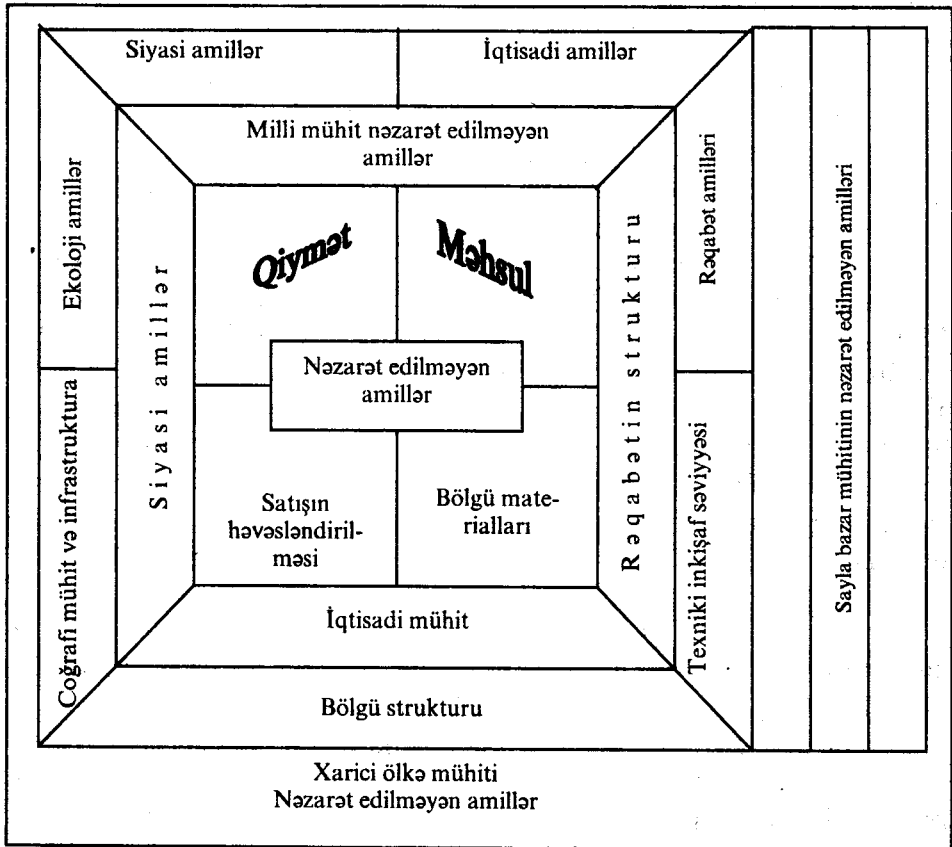 Siyasi amillər
İqtisadi amillər
Milli mühit nəzarət edilməyən
amillər
Ekoloji amillər
Siyasi amillər
Qiymət
Məhsul
Rəqabətin strukturu
Rəqabət amilləri
Sayla bazar mühitinin nəzarət edilməyən amilləri
Nəzarət edilməyən
amillər
Coğrafi mühit və infrastruktura
Satışın
həvəsləndiril-
məsi
Bölgü mate-
rialları
Texniki inkişaf səviyyəsi
İqtisadi mühit
Bölgü strukturu
Xarici ölkə mühiti
Nəzarət edilməyən amillər